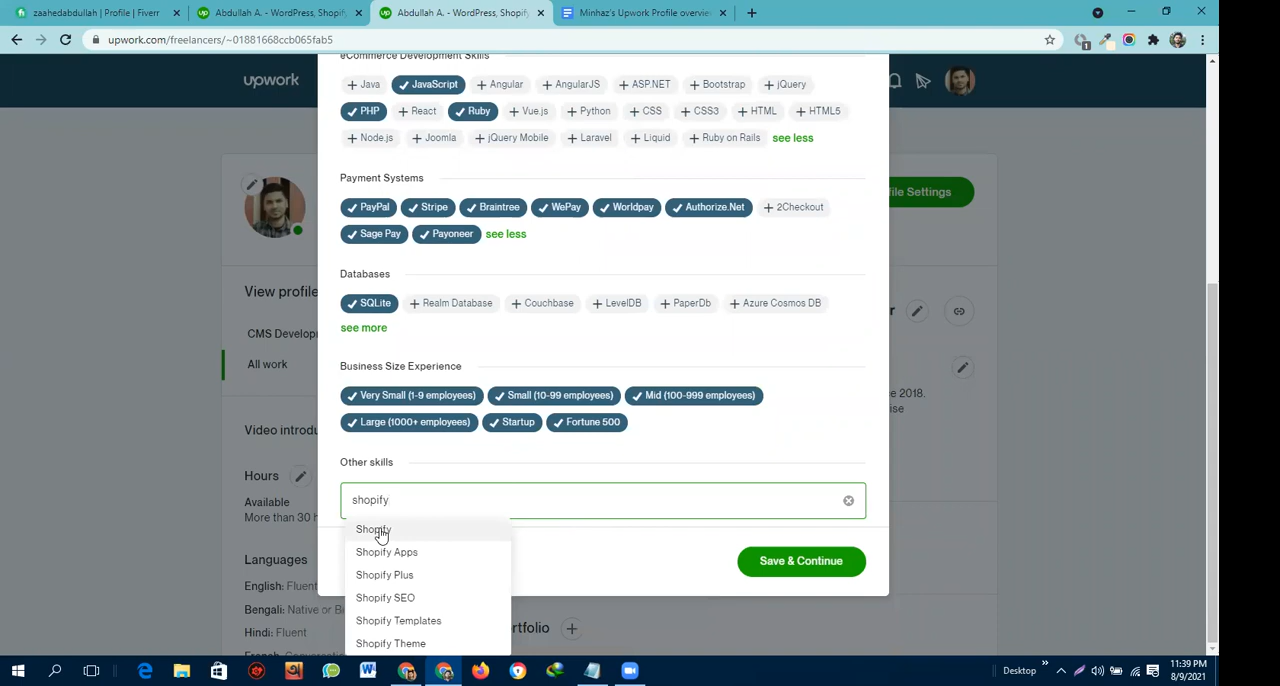 zaahedabdullah | Profile | Fiverr
Abdullah A. - WordPress, Shopify
Abdullah A. - WordPress, Shopify
Minhaz's Upwork Profile overview
upwork.com/freelancers/~01881668ccb065fab5
upwork
eCommerce Development Skills
Java JavaScript Angular AngularJS ASP.NET Bootstrap jQuery
PHP React Ruby Vue.js Python CSS CSS3 HTML HTML5
Node.js Joomla jQuery Mobile Laravel Liquid Ruby on Rails see less
Payment Systems
PayPal Stripe Braintree WePay Worldpay Authorize.Net 2Checkout
file Settings
Sage Pay Payoneer see less
Databases
View profile
SQLite Realm Database Couchbase LevelDB PaperDb Azure Cosmos DB
r
see more
CMS Develop
All work
Business Size Experience
Very Small (1-9 employees) Small (10-99 employees) Mid (100-999 employees)
e 2018.
ise
Large (1000+ employees) Startup Fortune 500
Video introdu
Other skills
Hours
shopify
Available
More than 30 h
Shopify
Shopify Apps
Shopify Plus
Shopify SEO
Shopify Templates
Shopify Theme
Save & Continue
Languages
English: Fluent
Bengali: Native or B
Hindi: Fluent
rtfolio
Desktop
11:39 PM
8/9/2021